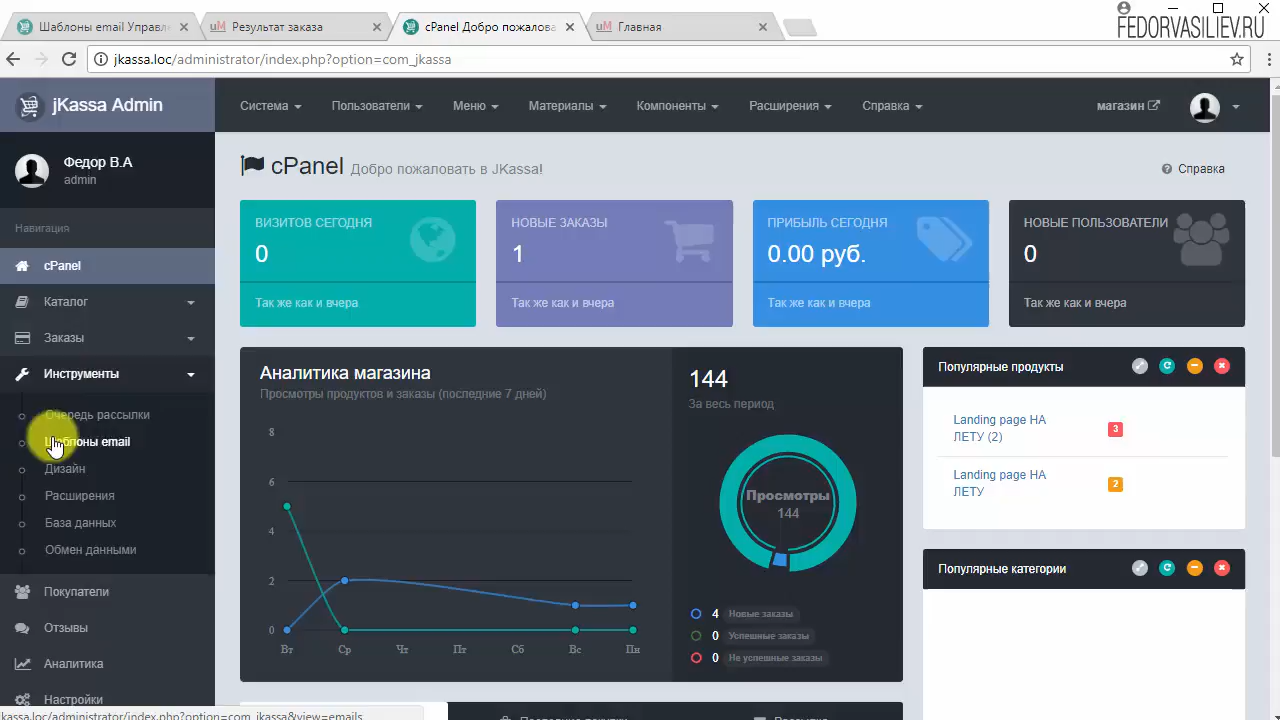 Шаблоны email Управл
Результат заказа
cPanel Добро пожалова
Главная
FEDORVASILIEV.RU
jkassa.loc/administrator/index.php?option=com_jkassa
jKassa Admin
Система
Пользователи
Меню
Материалы
Компоненты
Расширения
Справка
магазин
Федор В.А
admin
cPanel Добро пожаловать в JKassa!
Справка
Навигация
cPanel
Каталог
Заказы
Инструменты
Очередь рассылки
Шаблоны email
Дизайн
Расширения
База данных
Обмен данными
Покупатели
Отзывы
Аналитика
Настройки
ВИЗИТОВ СЕГОДНЯ
0
Так же как и вчера
НОВЫЕ ЗАКАЗЫ
1
Так же как и вчера
ПРИБЫЛЬ СЕГОДНЯ
0.00 руб.
Так же как и вчера
НОВЫЕ ПОЛЬЗОВАТЕЛИ
0
Так же как и вчера
Аналитика магазина
Просмотры продуктов и заказы (последние 7 дней)
8
6
4
2
0
Вт Ср Чт Пт Сб Вс Пн
144
За весь период
Просмотры
144
4 Новые заказы
0 Успешные заказы
0 Не успешные заказы
Популярные продукты
Landing page НА
ЛЕТУ (2)
3
Landing page НА
ЛЕТУ
2
Популярные категории
Последние покупки
Рассылка
kassa.loc/administrator/index.php?option=com_jkassa&view=emails